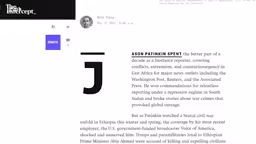 The
Intercept_
Nick Turse
DONATE
JASON PATINKIN SPENT the better part of a
decade as a freelance reporter, covering
conflicts, extremism, and counterinsurgency in
East Africa for major news outlets including the
Washington Post, Reuters, and the Associated
Press. He won commendations for relentless
reporting under a repressive regime in South
Sudan and broke stories about war crimes that
provoked global outrage.
But as Patinkin watched a brutal civil war
unfold in Ethiopia this winter and spring, the coverage by his most recent
employer, the U.S. government-funded broadcaster Voice of America,
shocked and unnerved him. Troops and paramilitaries loyal to Ethiopian
Prime Minister Abiy Ahmed were accused of killing and expelling civilians